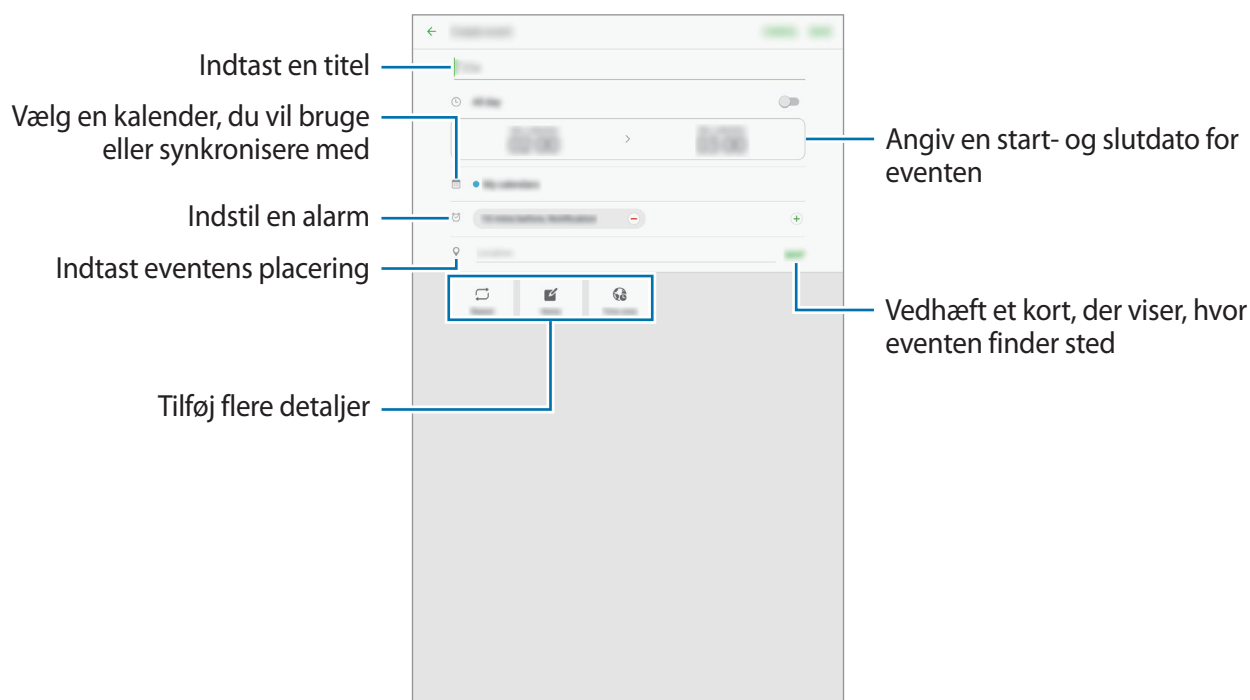 Indtast en titel
Vælg en kalender, du vil bruge
eller synkronisere med
Indstil en alarm
Indtast eventens placering
Tilføj flere detaljer
Angiv en start- og slutdato for
eventen
Vedhæft et kort, der viser, hvor
eventen finder sted